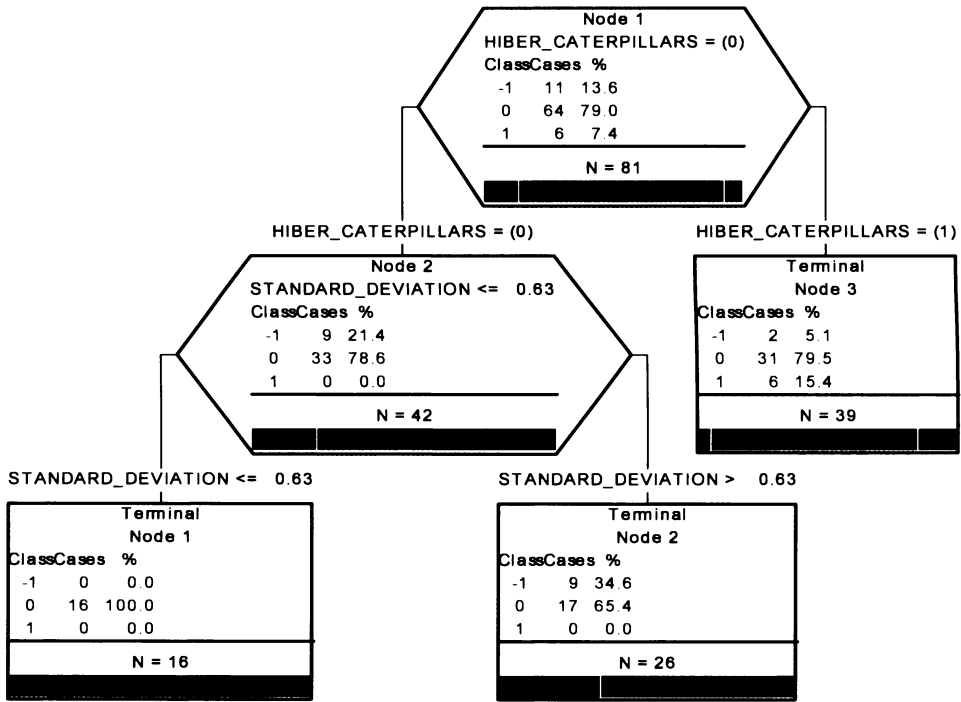 Node 1
HIBER_CATERPILLARS = (0)
ClassCases %
-1 11 13.6
0 64 79.0
1 6 7.4
N = 81
HIBER_CATERPILLARS = (0)
HIBER_CATERPILLARS = (1)
Node 2
STANDARD_DEVIATION <= 0.63
ClassCases %
-1 9 21.4
0 33 78.6
1 0 0.0
N = 42
Terminal
Node 3
ClassCases %
-1 2 5.1
0 31 79.5
1 6 15.4
N = 39
STANDARD_DEVIATION <= 0.63
STANDARD_DEVIATION > 0.63
Terminal
Node 1
ClassCases %
-1 0 0.0
0 16 100.0
1 0 0.0
N = 16
Terminal
Node 2
ClassCases %
-1 9 34.6
0 17 65.4
1 0 0.0
N = 26